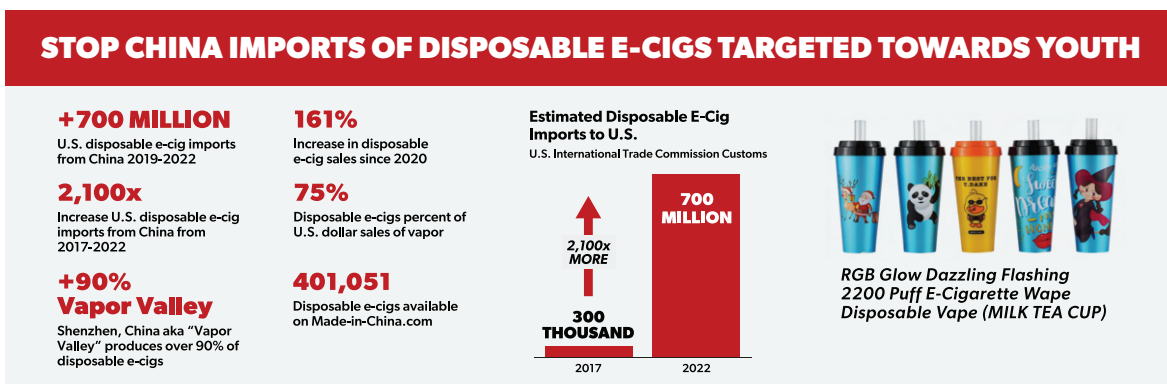 STOP CHINA IMPORTS OF DISPOSABLE E-CIGS TARGETED TOWARDS YOUTH
+700 MILLION
U.S. disposable e-cig imports
from China 2019-2022
2,100x
Increase U.S. disposable e-cig
imports from China from
2017-2022
+90%
Vapor Valley
Shenzhen, China aka “Vapor
Valley” produces over 90% of
disposable e-cigs
161%
Increase in disposable
e-cig sales since 2020
75%
Disposable e-cigs percent of
U.S. dollar sales of vapor
401,051
Disposable e-cigs available
on Made-in-China.com
Estimated Disposable E-Cig
Imports to U.S.
U.S. International Trade Commission Customs
700
MILLION
2,100x
MORE
300
THOUSAND
2017
2022
THE BEST FOR
Sweet
RGB Glow Dazzling Flashing
2200 Puff E-Cigarette Wape
Disposable Vape (MILK TEA CUP)